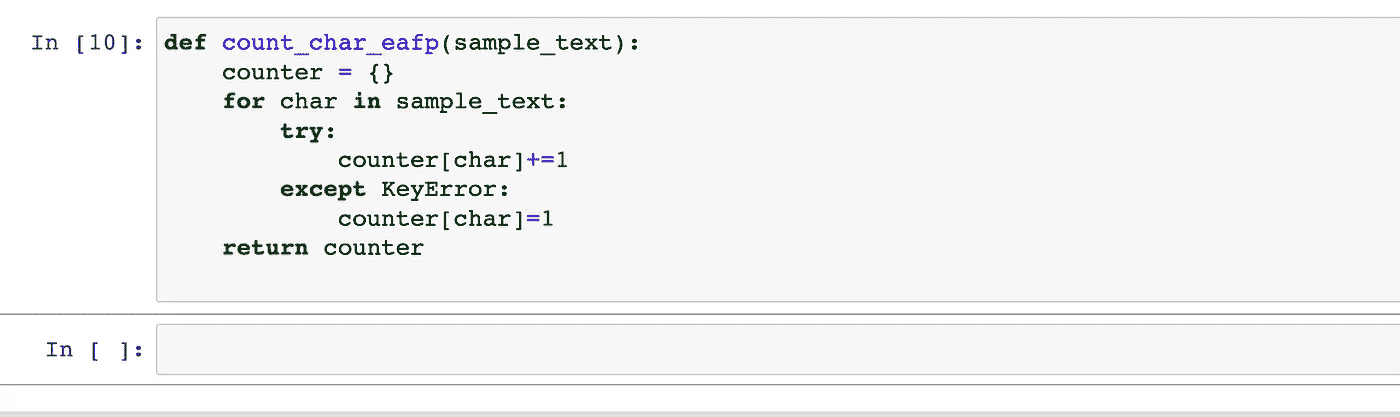 In [10]: def count_char_eafp(sample_text):
    counter = {}
    for char in sample_text:
        try:
            counter[char]+=1
        except KeyError:
            counter[char]=1
    return counter
In [ ]: